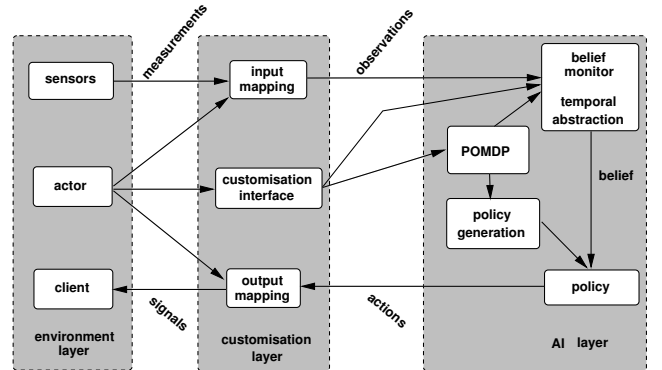 measurements
observations
sensors
input
mapping
belief
monitor
temporal
abstraction
actor
customisation
interface
POMDP
belief
policy
generation
client
output
mapping
policy
signals
actions
environment
layer
customisation
layer
AI layer